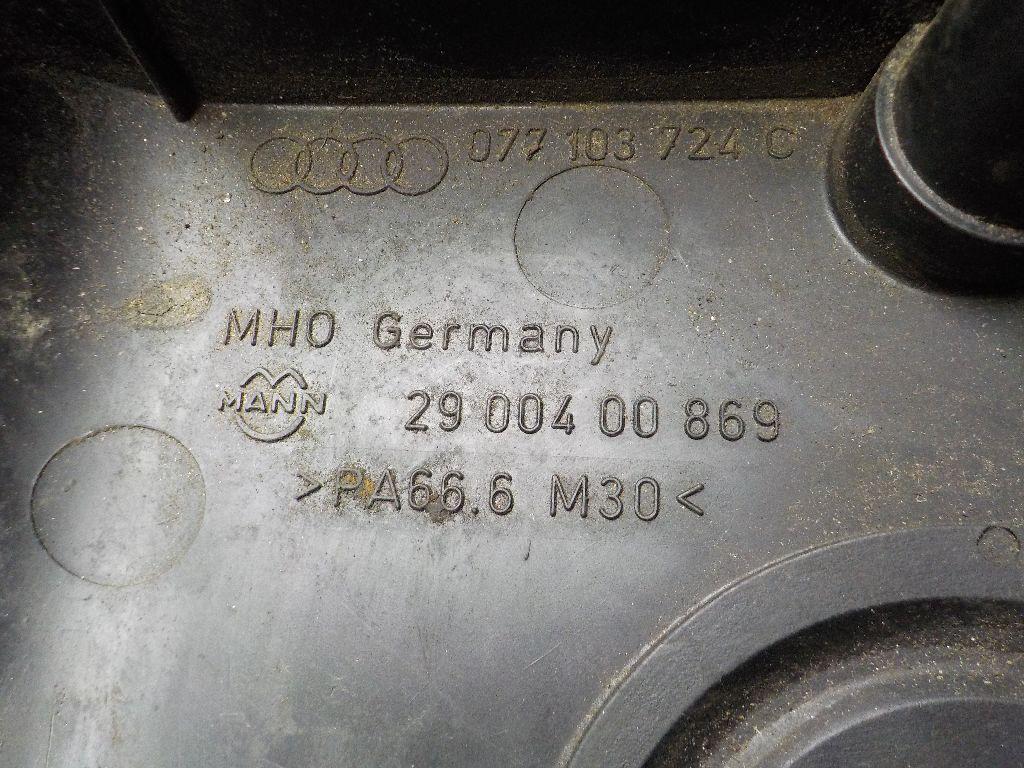 077 103 724 C
MHO Germany
MANN 29 004 00 869
>PA66.6 M30<